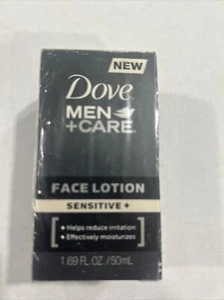 NEW
Dove
MEN
+CARE
FACE LOTION
SENSITIVE +
+ Helps reduce irritation
+ Effectively moisturizes
1.69 FL OZ /50mL